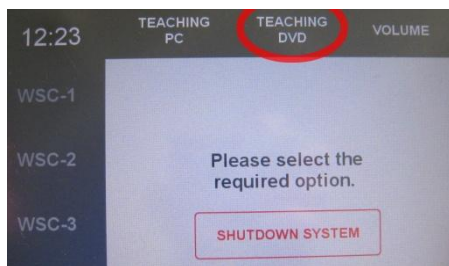 12:23
TEACHING PC
TEACHING DVD
VOLUME
WSC-1
WSC-2
WSC-3
Please select the
required option.
SHUTDOWN SYSTEM